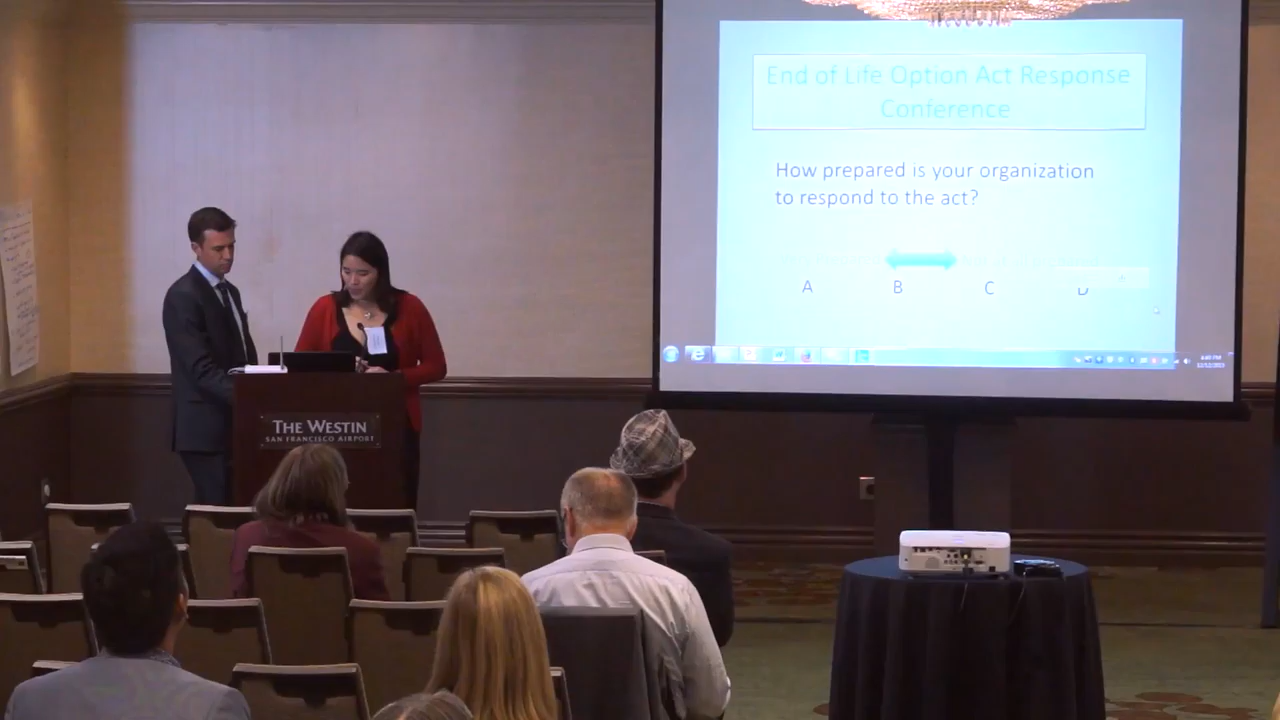 End of Life Option Act Response
Conference
How prepared is your organization
to respond to the act?
A B C D
THE WESTIN
SAN FRANCISCO AIRPORT